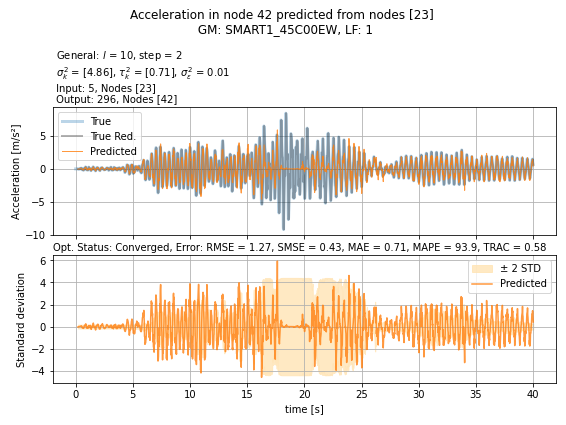 Acceleration in node 42 predicted from nodes [23]
GM: SMART1_45C00EW, LF: 1
General: l = 10, step = 2
σ²ₖ = [4.86], τ²ₖ = [0.71], σ²ₑ = 0.01
Input: 5, Nodes [23]
Output: 296, Nodes [42]
True
True Red.
Predicted
Acceleration [m/s²]
5
0
−5
−10
Opt. Status: Converged, Error: RMSE = 1.27, SMSE = 0.43, MAE = 0.71, MAPE = 93.9, TRAC = 0.58
± 2 STD
Predicted
Standard deviation
6
4
2
0
−2
−4
0 5 10 15 20 25 30 35 40
time [s]